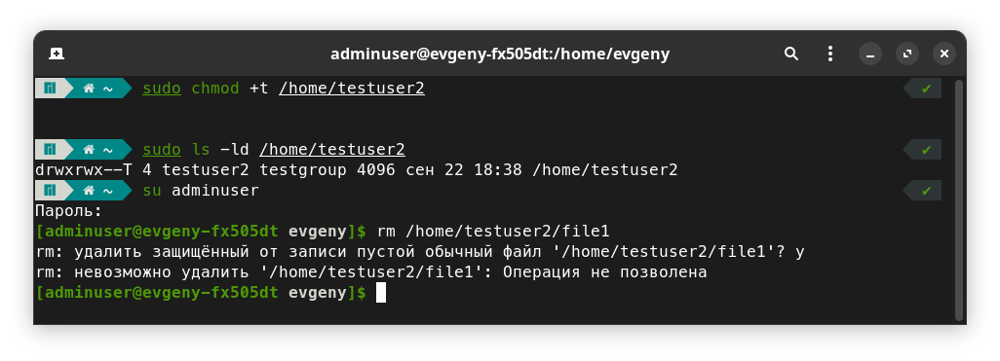 adminuser@evgeny-fx505dt:/home/evgeny
~ sudo chmod +t /home/testuser2 ✔
~ sudo ls -ld /home/testuser2 ✔
drwxrwx--T 4 testuser2 testgroup 4096 сен 22 18:38 /home/testuser2
~ su adminuser ✔
Пароль:
[adminuser@evgeny-fx505dt evgeny]$ rm /home/testuser2/file1
rm: удалить защищённый от записи пустой обычный файл '/home/testuser2/file1'? y
rm: невозможно удалить '/home/testuser2/file1': Операция не позволена
[adminuser@evgeny-fx505dt evgeny]$